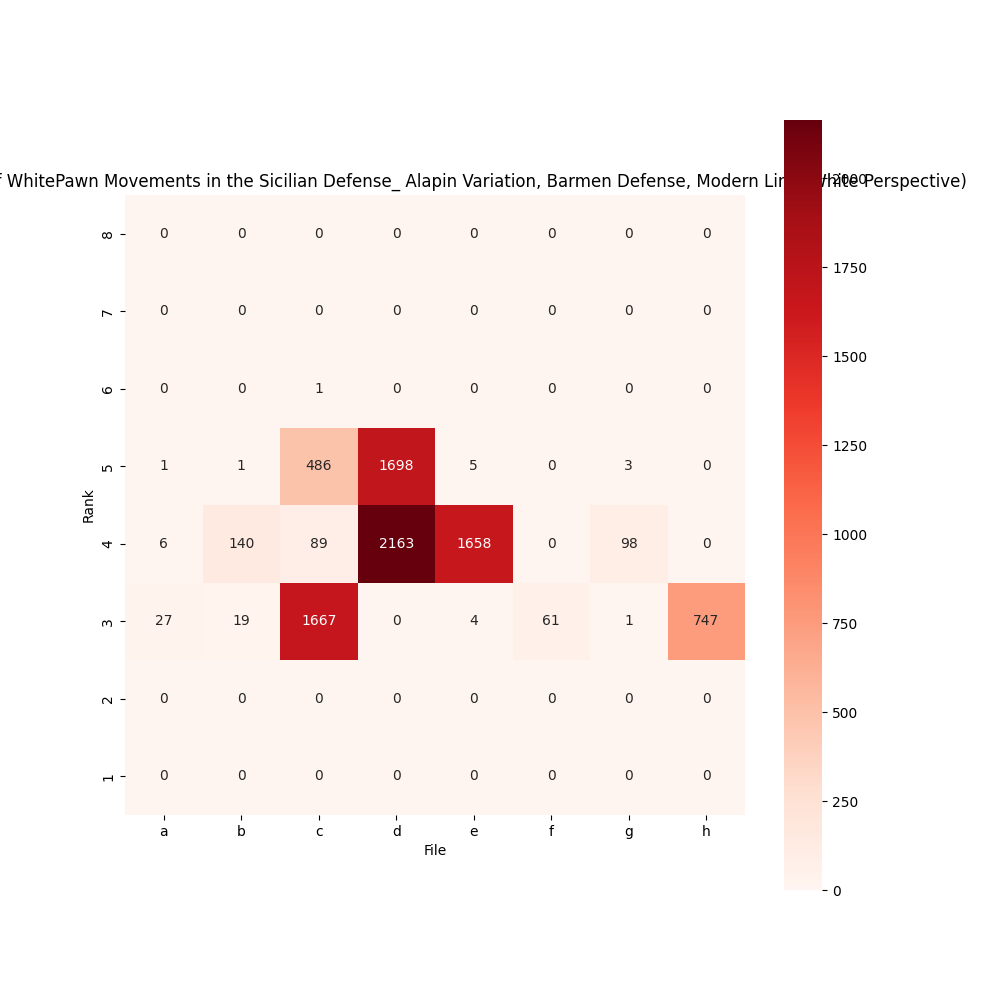 WhitePawn Movements in the Sicilian Defense_ Alapin Variation, Barmen Defense, Modern Perspective)
2000
8 0 0 0 0 0 0 0 0
1750
7 0 0 0 0 0 0 0 0
1500
6 0 0 1 0 0 0 0 0
1250
5 1 1 486 1698 5 0 3 0
Rank
1000
4 6 140 89 2163 1658 0 98 0
750
3 27 19 1667 0 4 61 1 747
500
2 0 0 0 0 0 0 0 0
250
1 0 0 0 0 0 0 0 0
a b c d e f g h
File
0